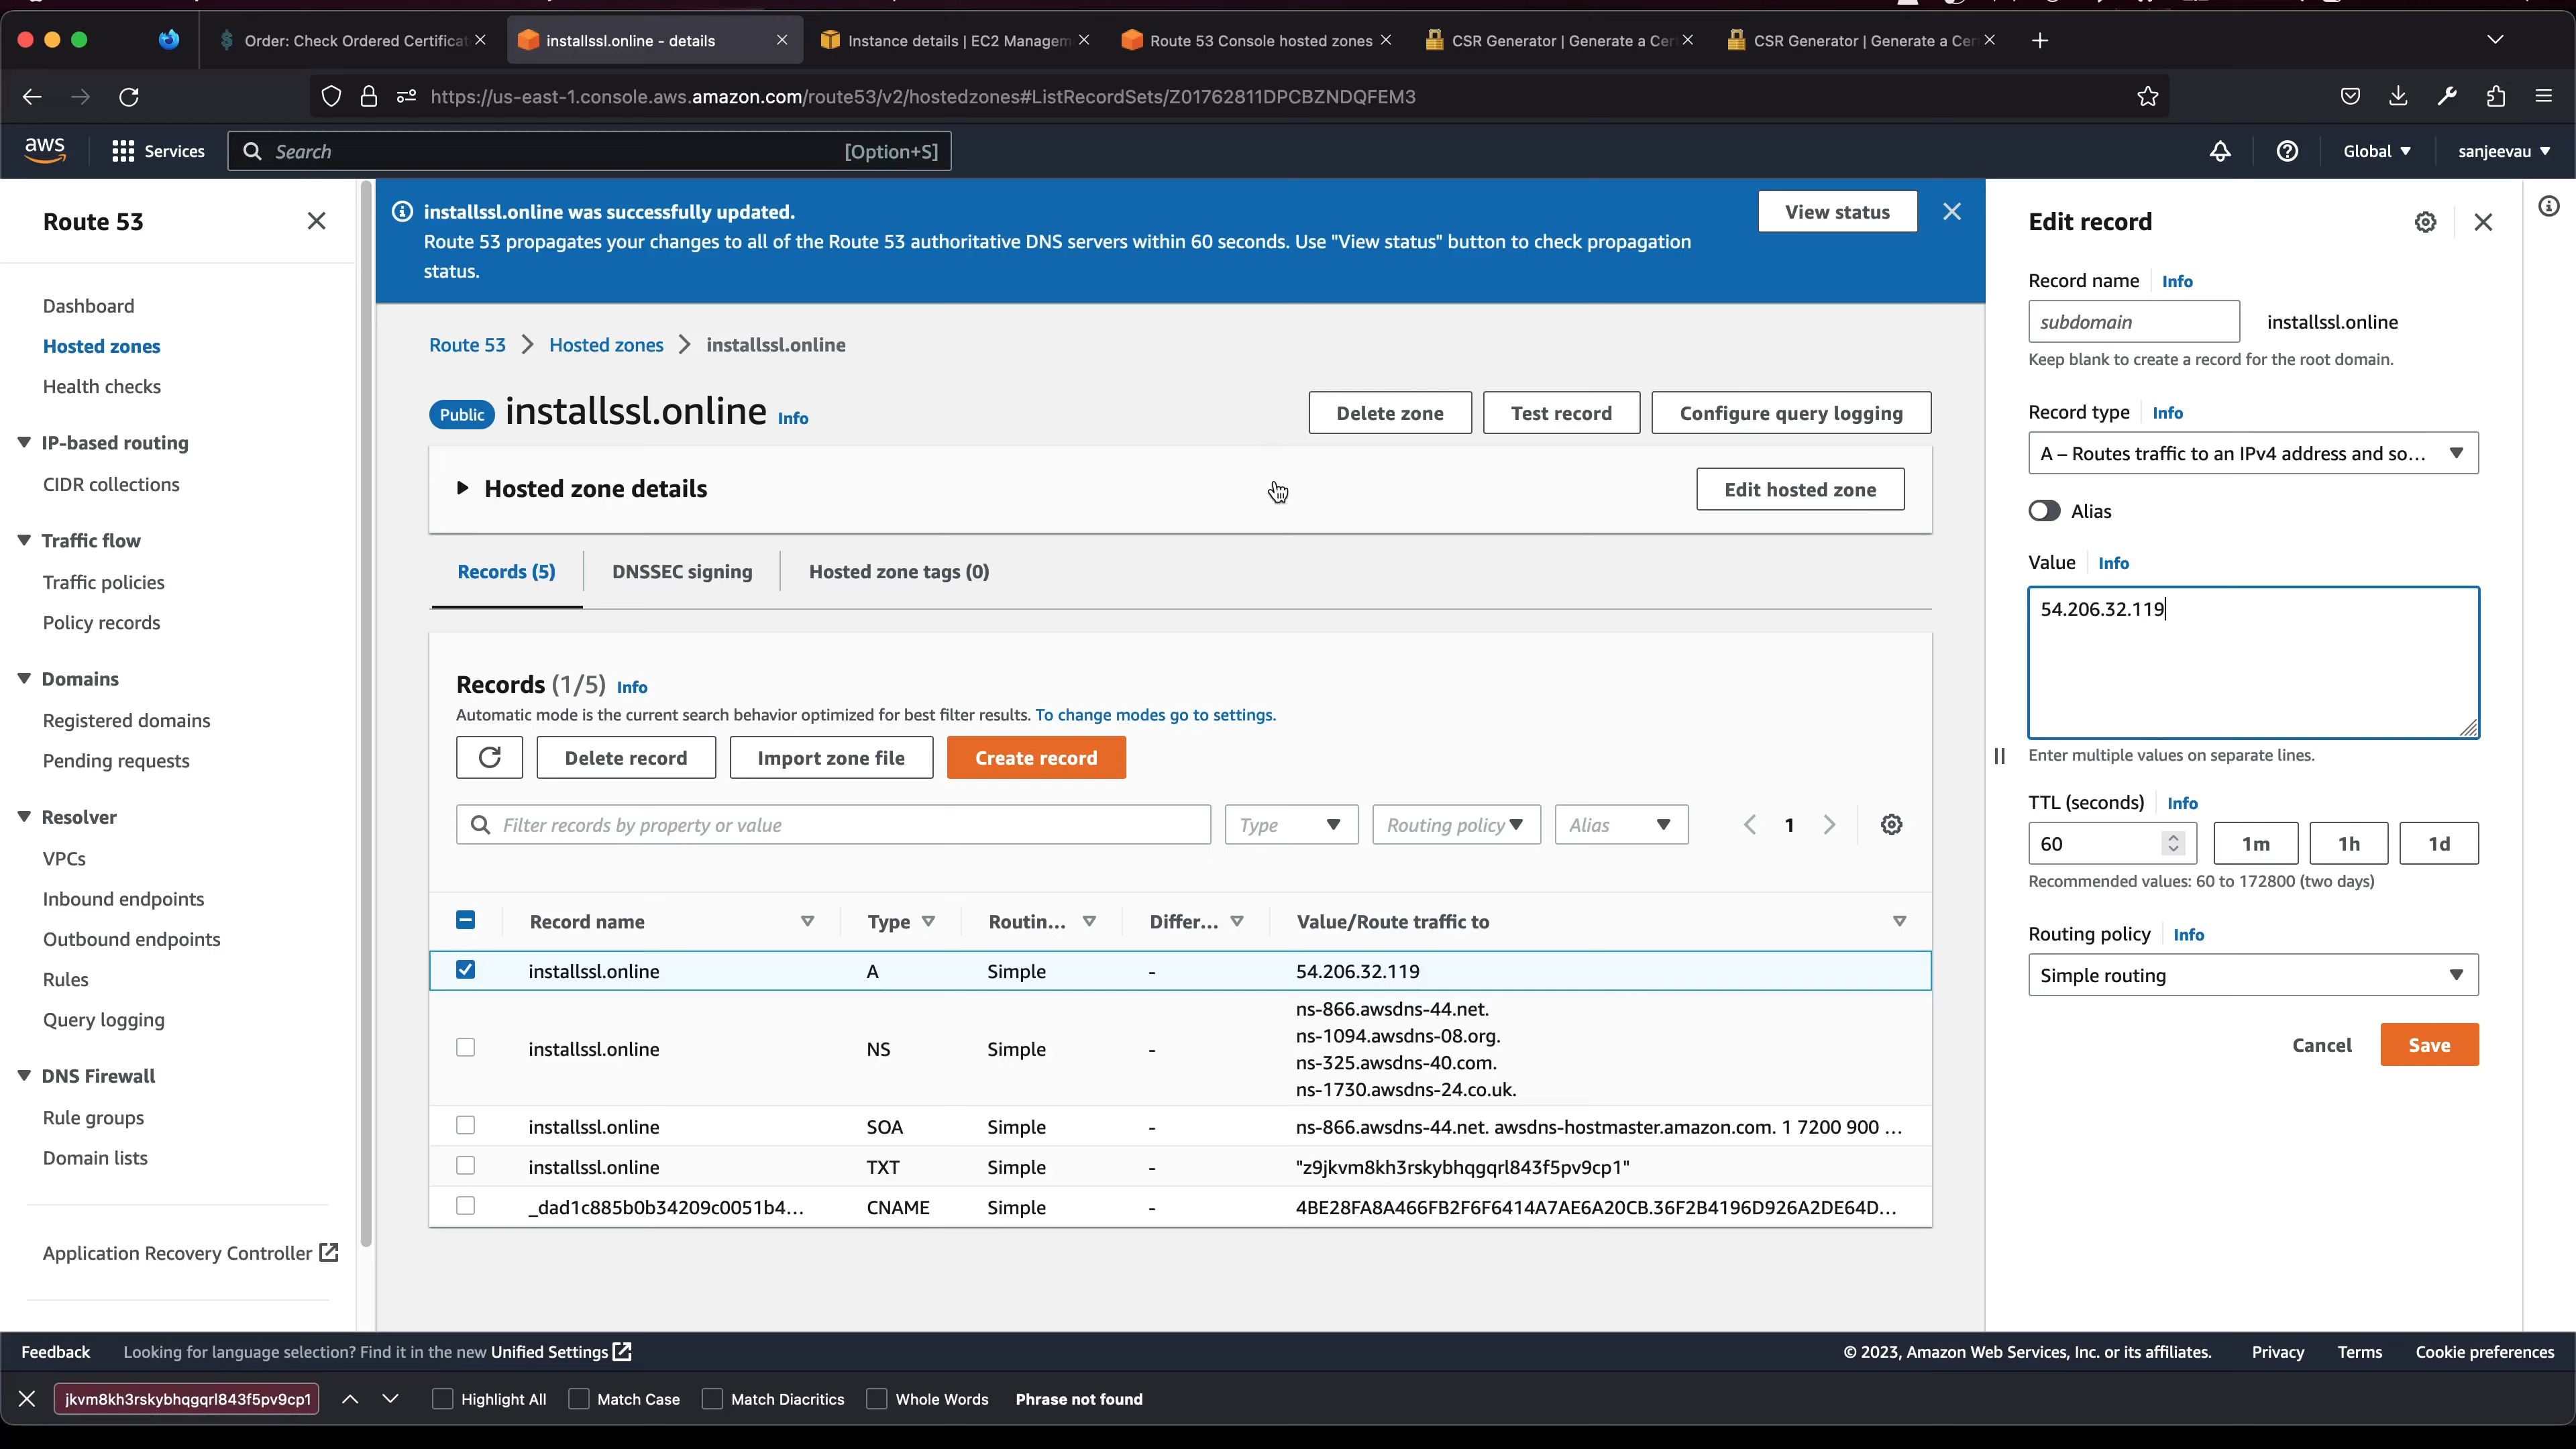 Order: Check Ordered Certificat
installssl.online - details
Instance details | EC2 Managem
Route 53 Console hosted zones
CSR Generator | Generate a Cer
CSR Generator | Generate a Cer
https://us-east-1.console.aws.amazon.com/route53/v2/hostedzones#ListRecordSets/Z01762811DPCBZNDQFEM3
aws
Services
Search
[Option+S]
Global
sanjeevau
Route 53
Dashboard
Hosted zones
Health checks
IP-based routing
CIDR collections
Traffic flow
Traffic policies
Policy records
Domains
Registered domains
Pending requests
Resolver
VPCs
Inbound endpoints
Outbound endpoints
Rules
Query logging
DNS Firewall
Rule groups
Domain lists
Application Recovery Controller
installssl.online was successfully updated.
Route 53 propagates your changes to all of the Route 53 authoritative DNS servers within 60 seconds. Use "View status" button to check propagation
status.
View status
Route 53
Hosted zones
installssl.online
Public
installssl.online
Info
Delete zone
Test record
Configure query logging
Hosted zone details
Edit hosted zone
Records (5)
DNSSEC signing
Hosted zone tags (0)
Records (1/5)
Info
Automatic mode is the current search behavior optimized for best filter results. To change modes go to settings.
Delete record
Import zone file
Create record
Filter records by property or value
Type
Routing policy
Alias
1
Record name
Type
Routin...
Differ...
Value/Route traffic to
installssl.online A Simple - 54.206.32.119
installssl.online NS Simple - ns-866.awsdns-44.net.
ns-1094.awsdns-08.org.
ns-325.awsdns-40.com.
ns-1730.awsdns-24.co.uk.
installssl.online SOA Simple - ns-866.awsdns-44.net. awsdns-hostmaster.amazon.com. 1 7200 900 ...
installssl.online TXT Simple - "z9jkvm8kh3rskybhqgqrl843f5pv9cp1"
_dad1c885b0b34209c0051b4... CNAME Simple - 4BE28FA8A466FB2F6F6414A7AE6A20CB.36F2B4196D926A2DE64D...
Edit record
Record name
Info
subdomain
installssl.online
Keep blank to create a record for the root domain.
Record type
Info
A – Routes traffic to an IPv4 address and so...
Alias
Value
Info
54.206.32.119
Enter multiple values on separate lines.
TTL (seconds)
Info
60
1m
1h
1d
Recommended values: 60 to 172800 (two days)
Routing policy
Info
Simple routing
Cancel
Save
Feedback
Looking for language selection? Find it in the new Unified Settings
© 2023, Amazon Web Services, Inc. or its affiliates.
Privacy
Terms
Cookie preferences
jkvm8kh3rskybhqgqrl843f5pv9cp1
Highlight All
Match Case
Match Diacritics
Whole Words
Phrase not found